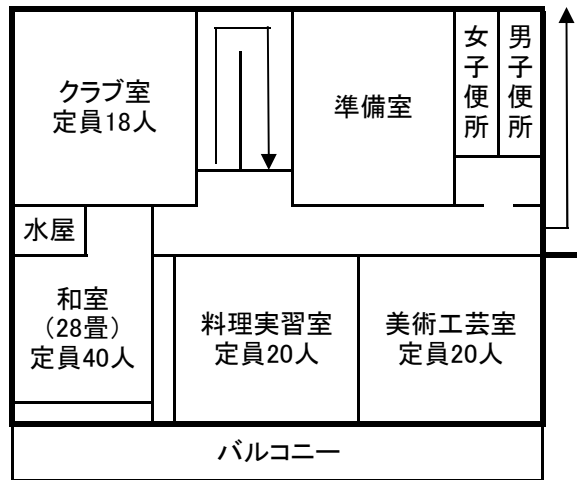 クラブ室
定員18人
準備室
女子便所
男子便所
水屋
和室
（28畳）
定員40人
料理実習室
定員20人
美術工芸室
定員20人
バルコニー